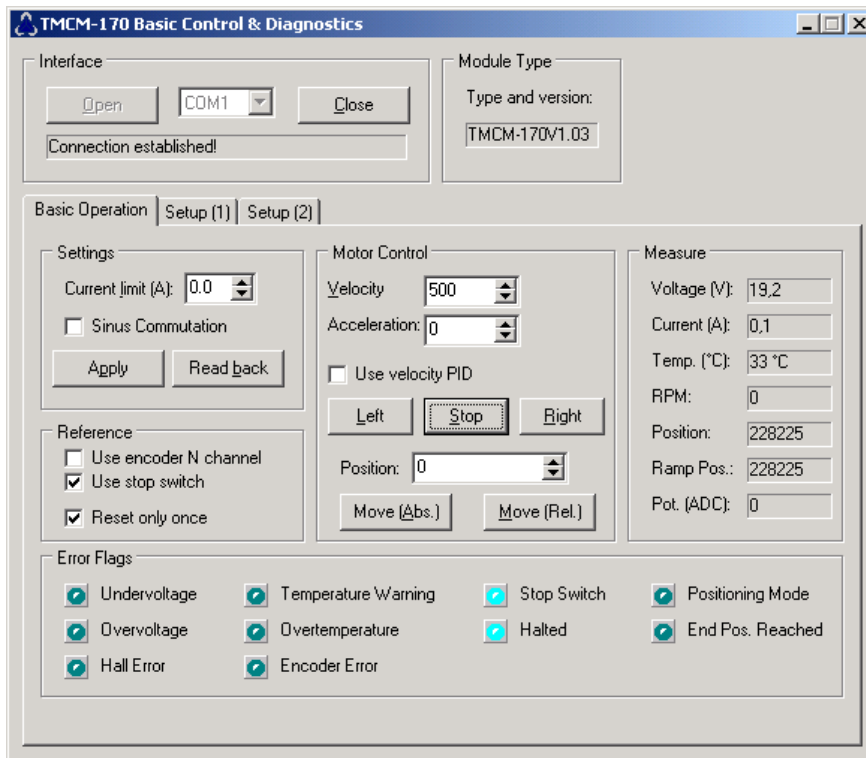 TMCM-170 Basic Control & Diagnostics
Interface
Open
COM1
Close
Connection established!
Module Type
Type and version:
TMCM-170V1.03
Basic Operation
Setup (1)
Setup (2)
Settings
Current limit (A):
0.0
Sinus Commutation
Apply
Read back
Reference
Use encoder N channel
Use stop switch
Reset only once
Motor Control
Velocity
500
Acceleration:
0
Use velocity PID
Left
Stop
Right
Position:
0
Move (Abs.)
Move (Rel.)
Measure
Voltage (V):
19,2
Current (A):
0,1
Temp. (°C):
33 °C
RPM:
0
Position:
228225
Ramp Pos.:
228225
Pot. (ADC):
0
Error Flags
Undervoltage
Temperature Warning
Stop Switch
Positioning Mode
Overvoltage
Overtemperature
Halted
End Pos. Reached
Hall Error
Encoder Error